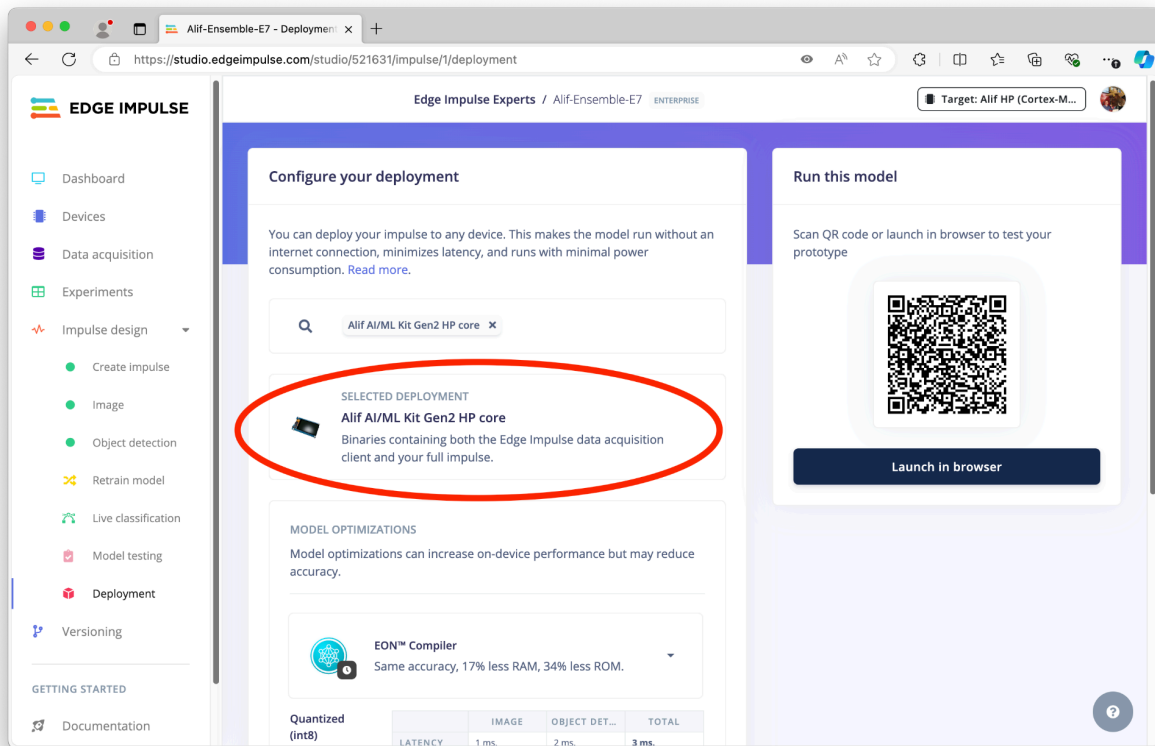 Alif-Ensemble-E7 - Deployment
https://studio.edgeimpulse.com/studio/521631/impulse/1/deployment
EDGE IMPULSE
Edge Impulse Experts / Alif-Ensemble-E7 ENTERPRISE
Target: Alif HP (Cortex-M...
Dashboard
Devices
Data acquisition
Experiments
Impulse design
Create impulse
Image
Object detection
Retrain model
Live classification
Model testing
Deployment
Versioning
GETTING STARTED
Documentation
Configure your deployment
You can deploy your impulse to any device. This makes the model run without an
internet connection, minimizes latency, and runs with minimal power
consumption. Read more.
Alif AI/ML Kit Gen2 HP core
SELECTED DEPLOYMENT
Alif AI/ML Kit Gen2 HP core
Binaries containing both the Edge Impulse data acquisition
client and your full impulse.
MODEL OPTIMIZATIONS
Model optimizations can increase on-device performance but may reduce
accuracy.
EON™ Compiler
Same accuracy, 17% less RAM, 34% less ROM.
Quantized
(int8)
IMAGE OBJECT DET... TOTAL
LATENCY 1 ms. 2 ms. 3 ms.
Run this model
Scan QR code or launch in browser to test your
prototype
Launch in browser